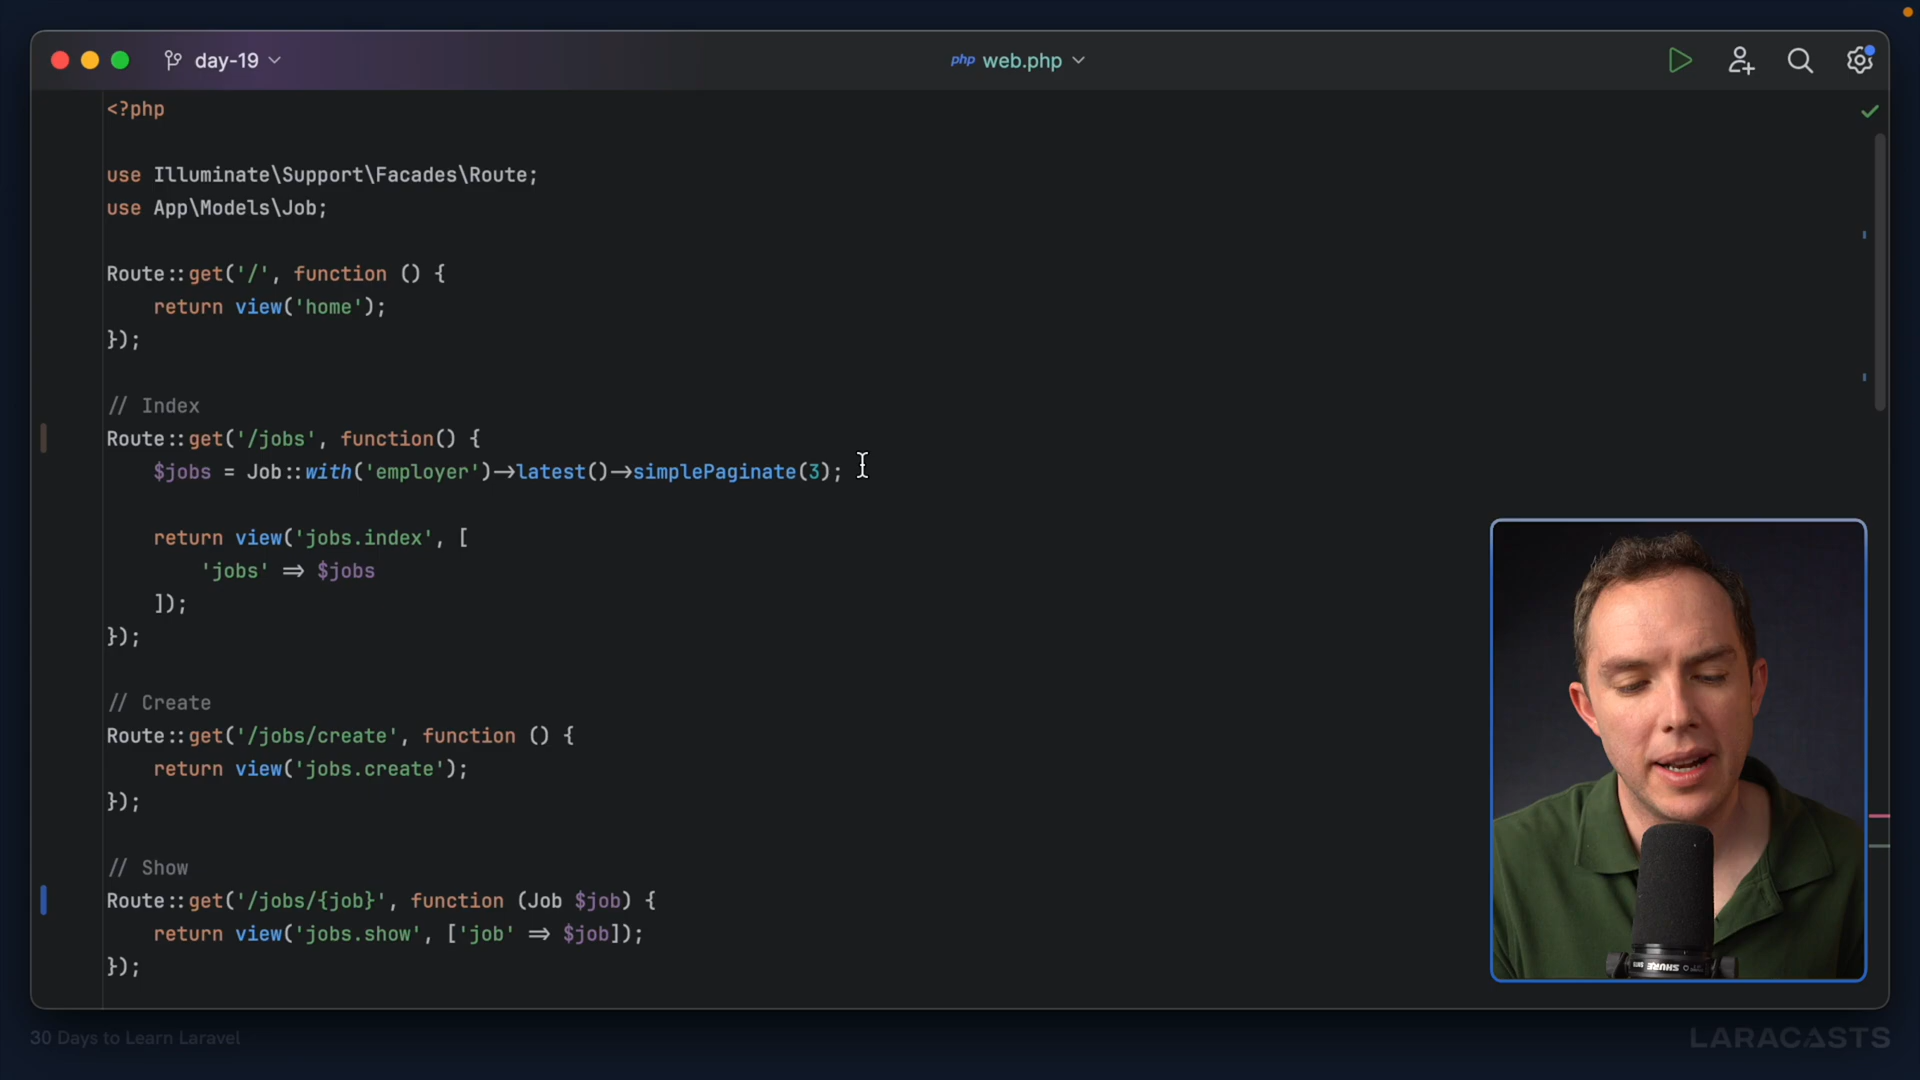 day-19
php web.php
<?php
use Illuminate\Support\Facades\Route;
use App\Models\Job;
Route::get('/', function () {
    return view('home');
});
// Index
Route::get('/jobs', function() {
    $jobs = Job::with('employer')->latest()->simplePaginate(3);
    return view('jobs.index', [
        'jobs' => $jobs
    ]);
});
// Create
Route::get('/jobs/create', function () {
    return view('jobs.create');
});
// Show
Route::get('/jobs/{job}', function (Job $job) {
    return view('jobs.show', ['job' => $job]);
});
SHURE
30 Days to Learn Laravel
LARACASTS